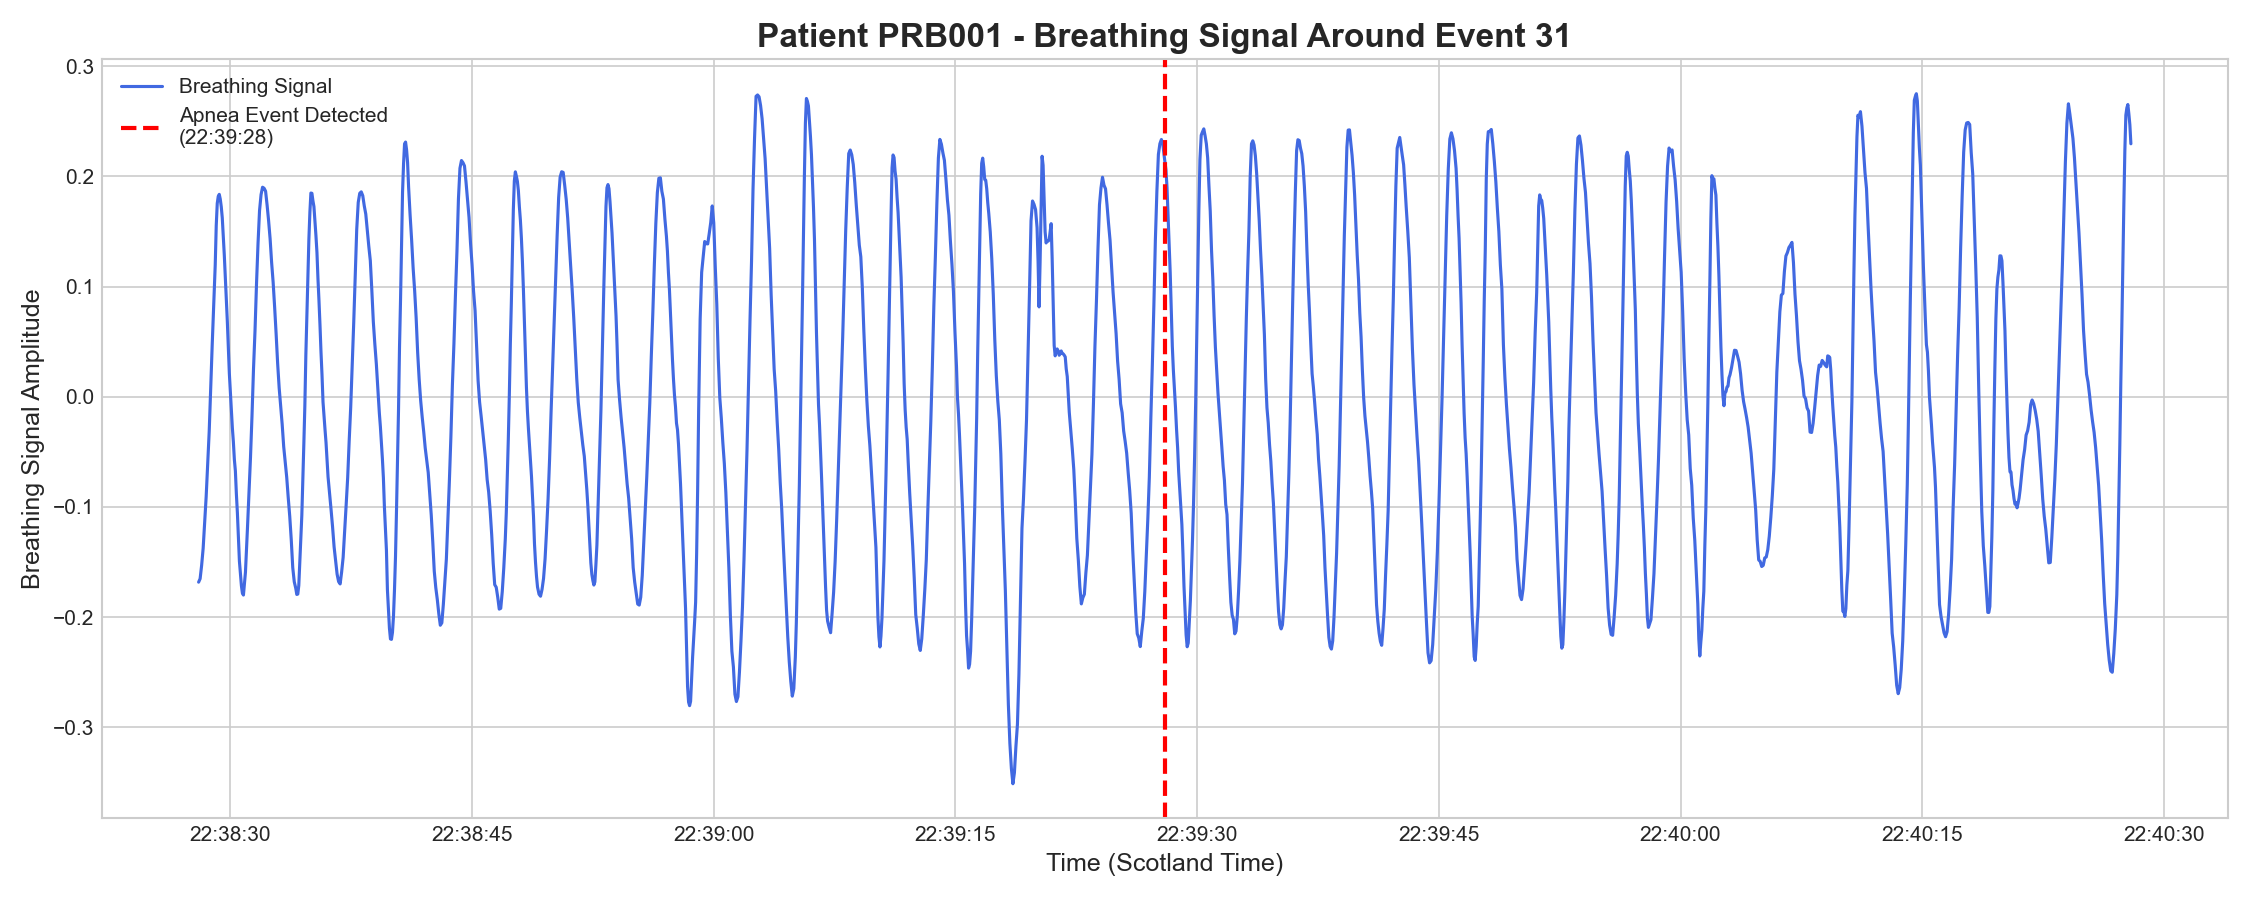 Patient PRB001 - Breathing Signal Around Event 31
Breathing Signal
Apnea Event Detected
(22:39:28)
Breathing Signal Amplitude
0.3
0.2
0.1
0.0
−0.1
−0.2
−0.3
22:38:30 22:38:45 22:39:00 22:39:15 22:39:30 22:39:45 22:40:00 22:40:15 22:40:30
Time (Scotland Time)